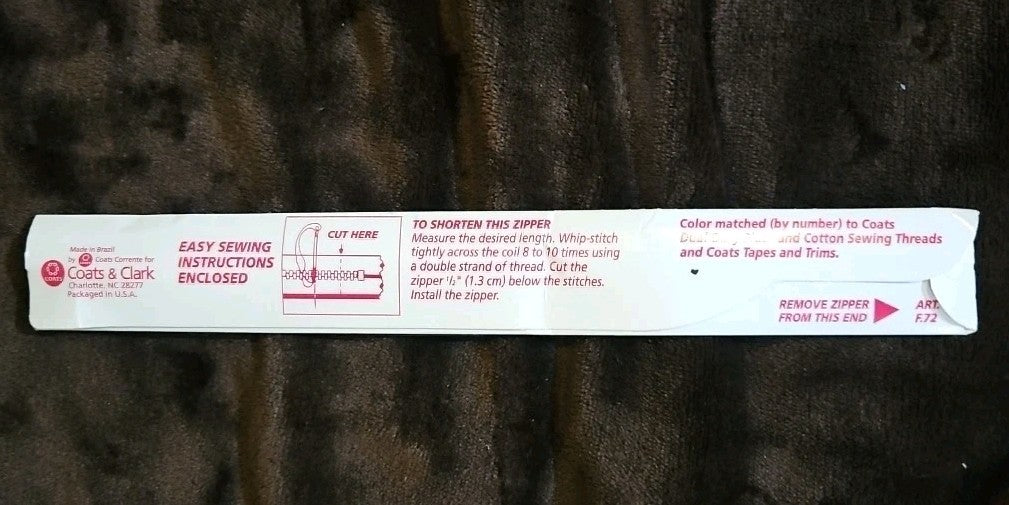 Made in Brazil
by COATS Coats Corrente for
COATS Coats & Clark
Charlotte, NC 28277
Packaged in U.S.A.
EASY SEWING
INSTRUCTIONS
ENCLOSED
CUT HERE
TO SHORTEN THIS ZIPPER
Measure the desired length. Whip-stitch
tightly across the coil 8 to 10 times using
a double strand of thread. Cut the
zipper 1/2" (1.3 cm) below the stitches.
Install the zipper.
Color matched (by number) to Coats
and Cotton Sewing Threads
and Coats Tapes and Trims.
REMOVE ZIPPER
FROM THIS END
ART.
F.72